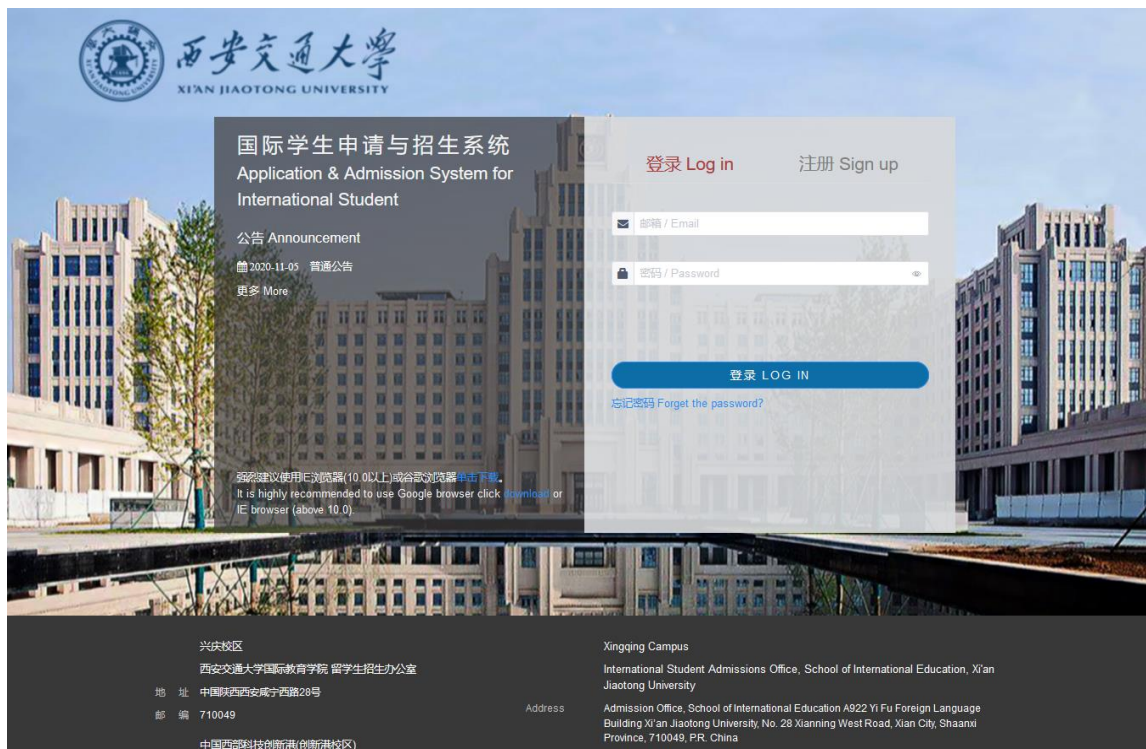 西安交通大學
XI'AN JIAOTONG UNIVERSITY
国际学生申请与招生系统
Application & Admission System for
International Student
公告 Announcement
2020-11-05 普通公告
更多 More
强烈建议使用IE浏览器(10.0以上)或谷歌浏览器单击下载。
It is highly recommended to use Google browser click download or
IE browser (above 10.0).
登录 Log in
注册 Sign up
邮箱 / Email
密码 / Password
登录 LOG IN
忘记密码 Forget the password?
兴庆校区
西安交通大学国际教育学院 留学生招生办公室
地 址 中国陕西西安咸宁西路28号
邮 编 710049
中国西部科技创新港(创新港校区)
Xingqing Campus
International Student Admissions Office, School of International Education, Xi'an
Jiaotong University
Address
Admission Office, School of International Education A922 Yi Fu Foreign Language
Building Xi'an Jiaotong University, No. 28 Xianning West Road, Xian City, Shaanxi
Province, 710049, P.R. China